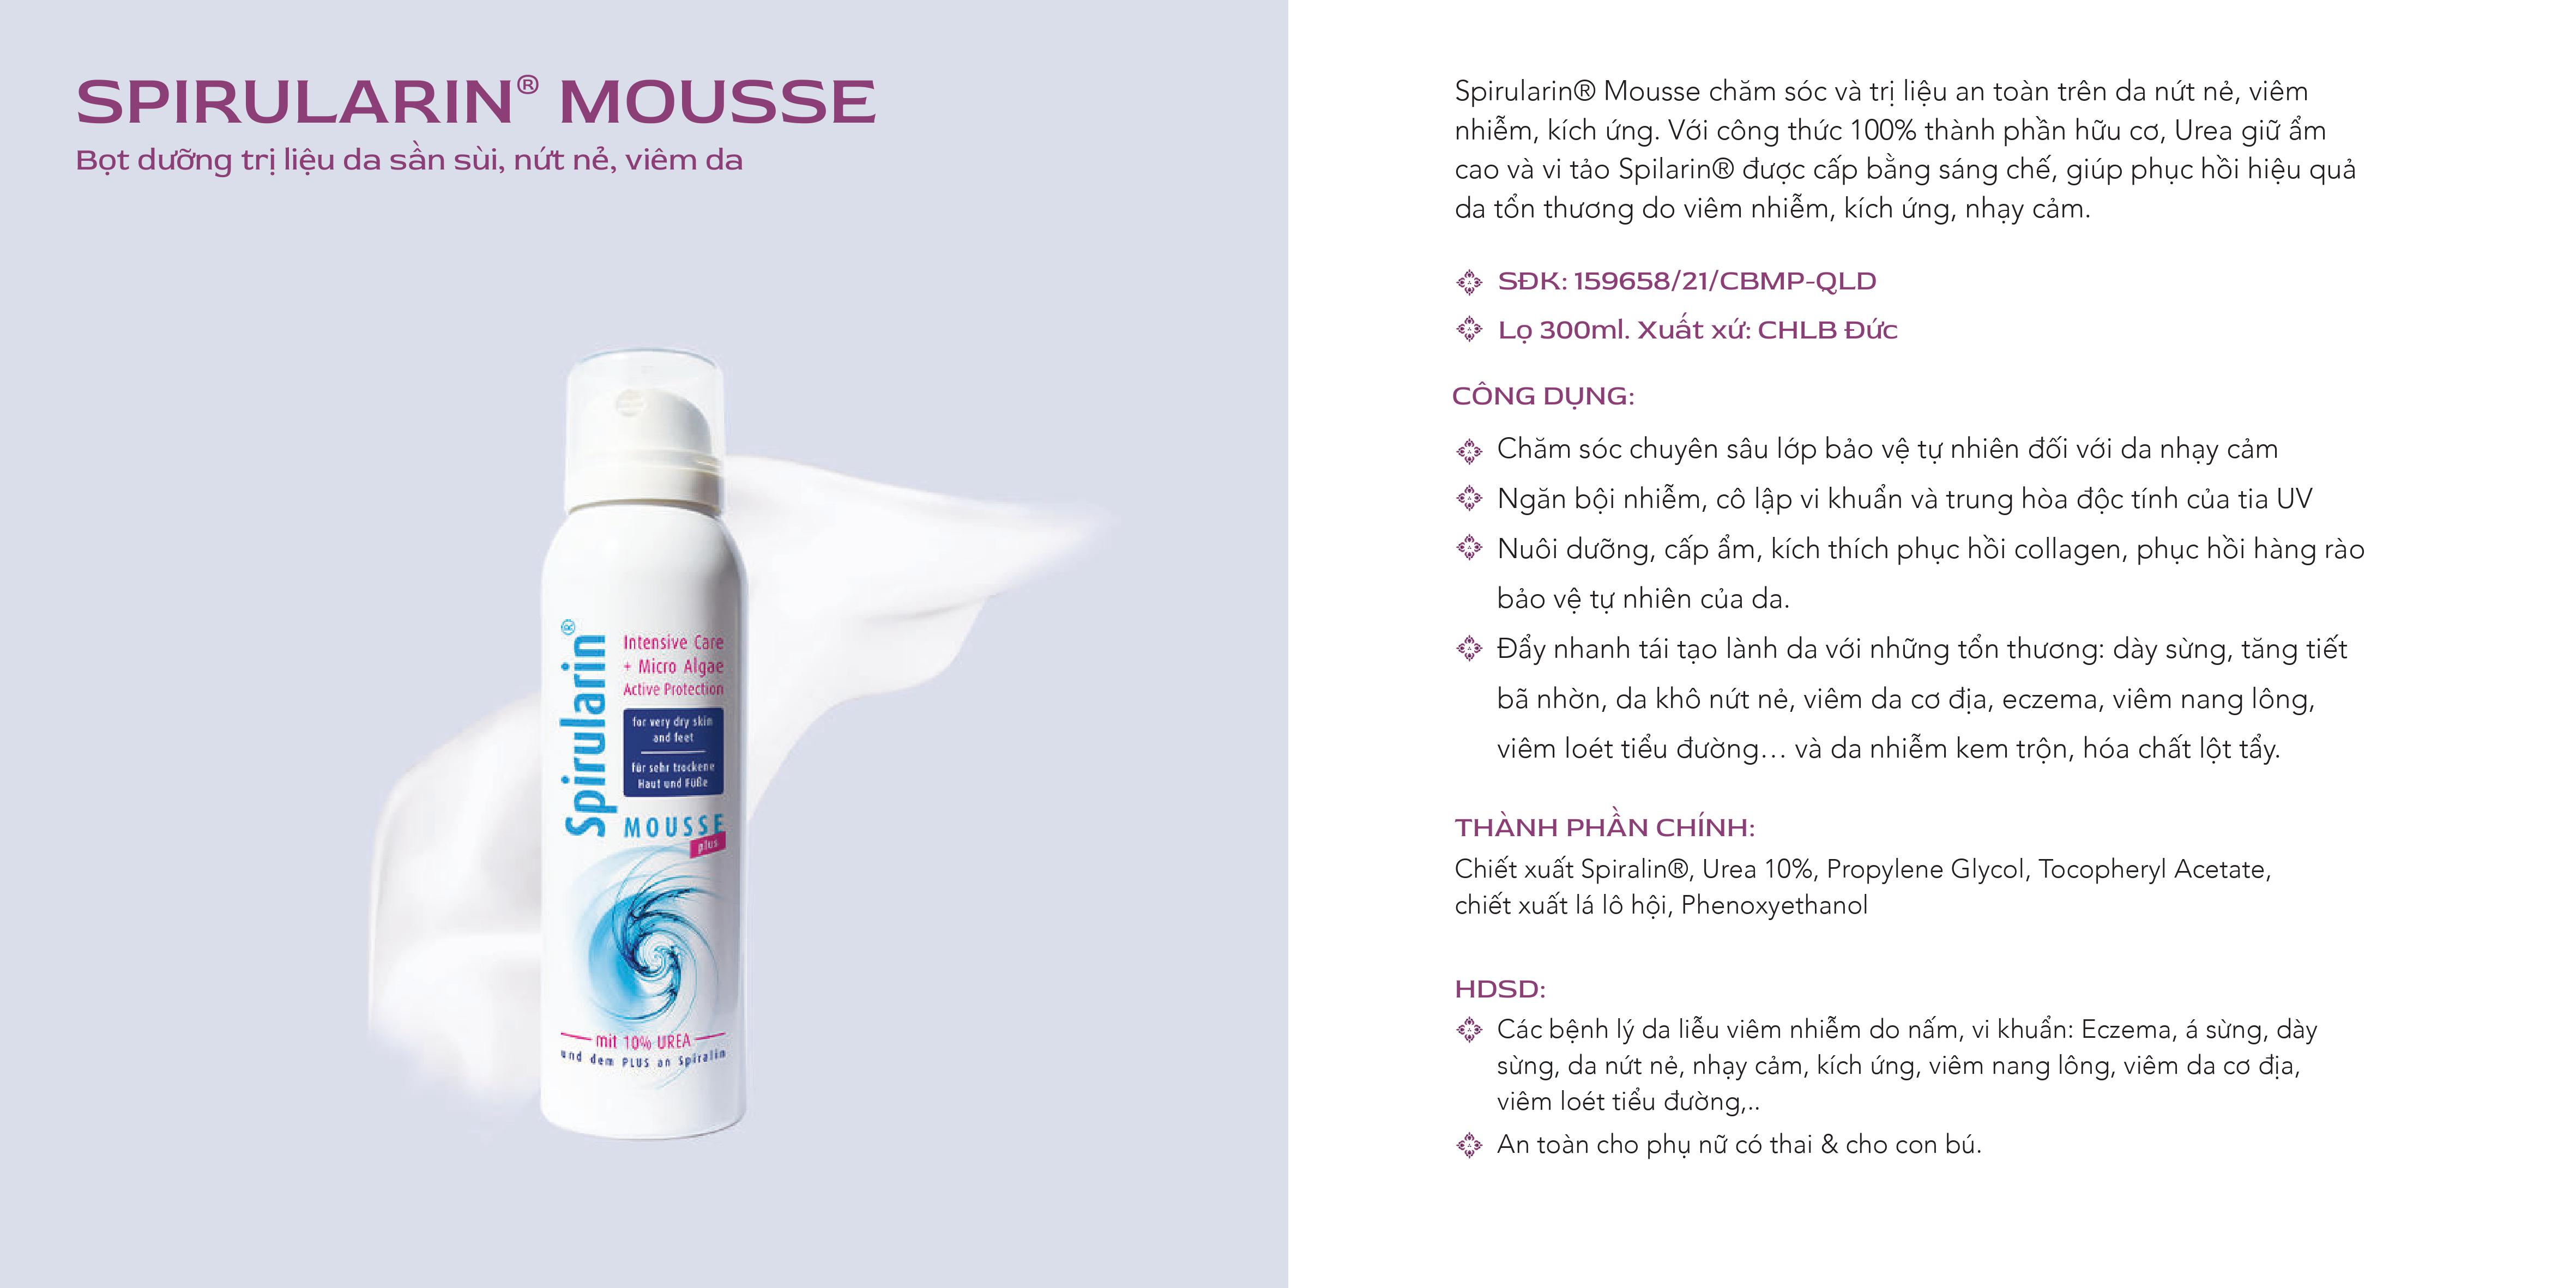 SPIRULARIN® MOUSSE
Bọt dưỡng trị liệu da sần sùi, nứt nẻ, viêm da
Spirularin®
Intensive Care
+ Micro Algae
Active Protection
for very dry skin
and feet
für sehr trockene
Haut und Füße
MOUSSE
plus
mit 10% UREA
und dem PLUS an Spiralin
Spirularin® Mousse chăm sóc và trị liệu an toàn trên da nứt nẻ, viêm
nhiễm, kích ứng. Với công thức 100% thành phần hữu cơ, Urea giữ ẩm
cao và vi tảo Spilarin® được cấp bằng sáng chế, giúp phục hồi hiệu quả
da tổn thương do viêm nhiễm, kích ứng, nhạy cảm.
SĐK: 159658/21/CBMP-QLD
Lọ 300ml. Xuất xứ: CHLB Đức
CÔNG DỤNG:
Chăm sóc chuyên sâu lớp bảo vệ tự nhiên đối với da nhạy cảm
Ngăn bội nhiễm, cô lập vi khuẩn và trung hòa độc tính của tia UV
Nuôi dưỡng, cấp ẩm, kích thích phục hồi collagen, phục hồi hàng rào
bảo vệ tự nhiên của da.
Đẩy nhanh tái tạo lành da với những tổn thương: dày sừng, tăng tiết
bã nhờn, da khô nứt nẻ, viêm da cơ địa, eczema, viêm nang lông,
viêm loét tiểu đường... và da nhiễm kem trộn, hóa chất lột tẩy.
THÀNH PHẦN CHÍNH:
Chiết xuất Spiralin®, Urea 10%, Propylene Glycol, Tocopheryl Acetate,
chiết xuất lá lô hội, Phenoxyethanol
HDSD:
Các bệnh lý da liễu viêm nhiễm do nấm, vi khuẩn: Eczema, á sừng, dày
sừng, da nứt nẻ, nhạy cảm, kích ứng, viêm nang lông, viêm da cơ địa,
viêm loét tiểu đường,..
An toàn cho phụ nữ có thai & cho con bú.